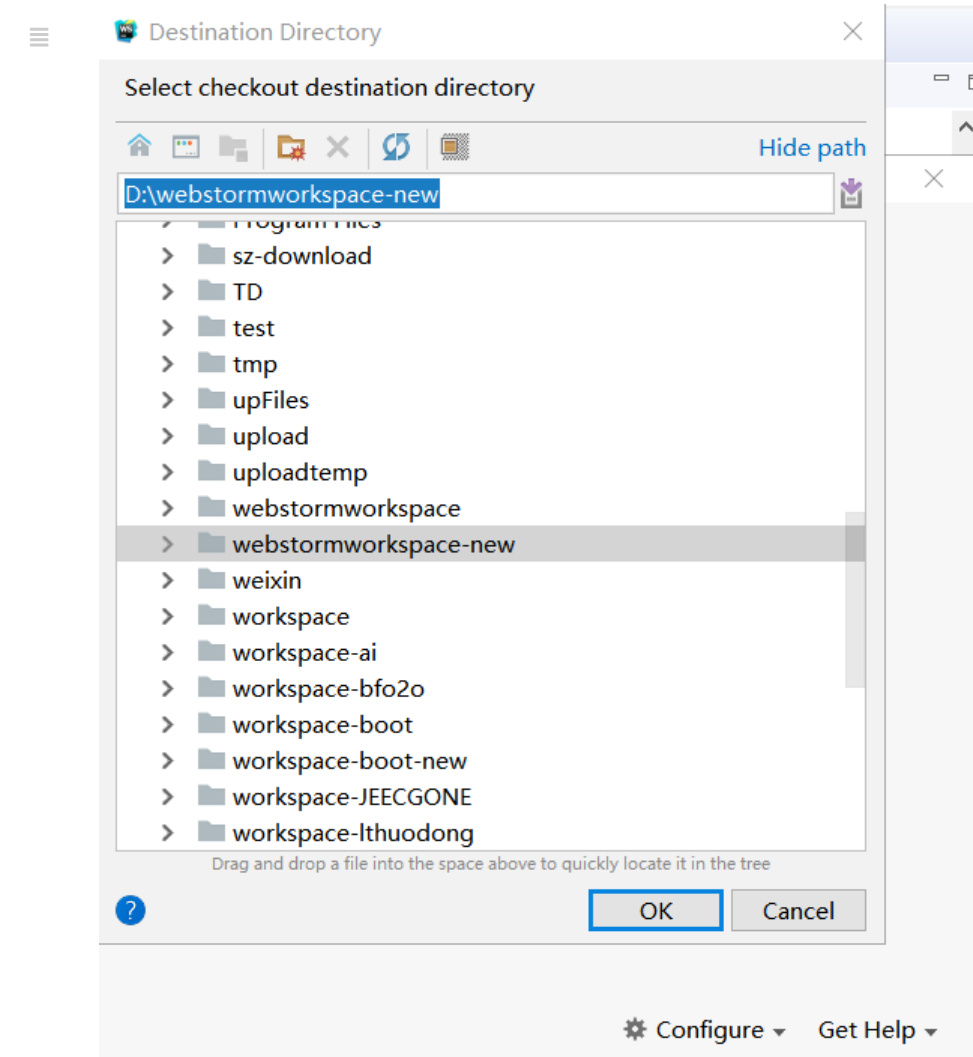 Destination Directory
Select checkout destination directory
Hide path
D:\webstormworkspace-new
Program Files
sz-download
TD
test
tmp
upFiles
upload
uploadtemp
webstormworkspace
webstormworkspace-new
weixin
workspace
workspace-ai
workspace-bfo2o
workspace-boot
workspace-boot-new
workspace-JEECGONE
workspace-lthuodong
Drag and drop a file into the space above to quickly locate it in the tree
? OK Cancel
Configure Get Help